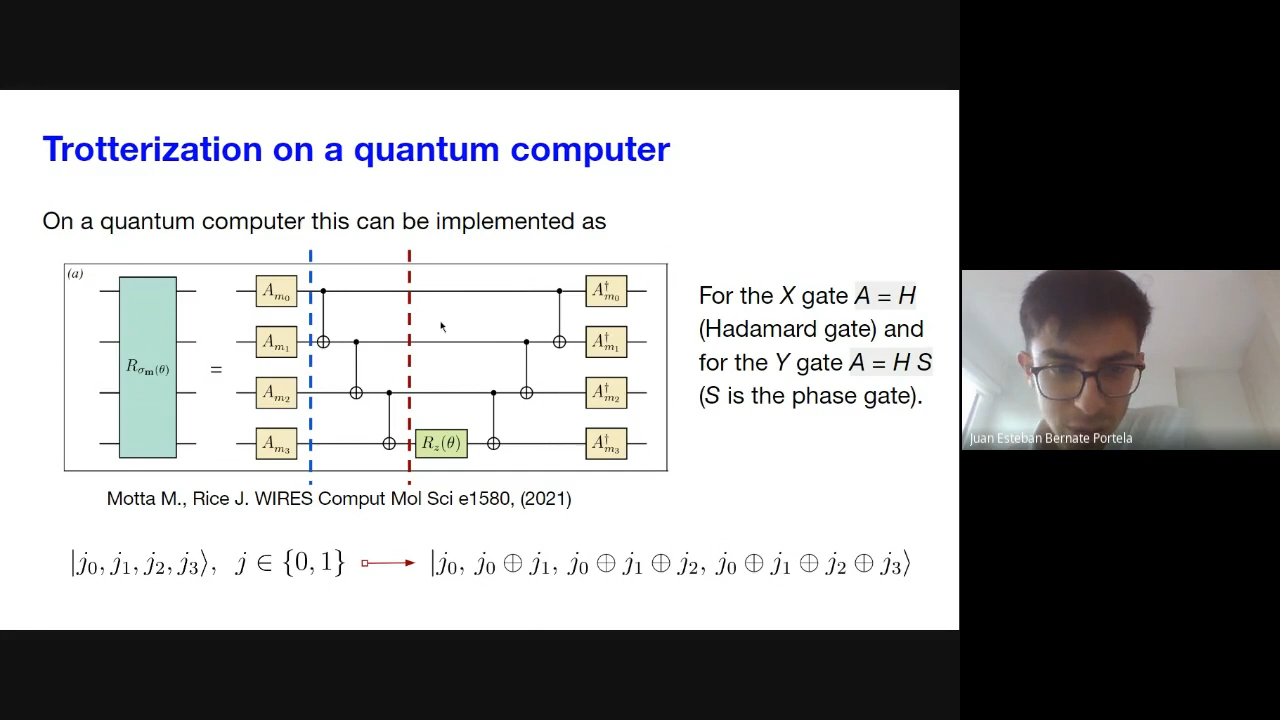 Trotterization on a quantum computer
On a quantum computer this can be implemented as
(a)
R_{σ_m}(θ)
=
A_{m_0}
A_{m_1}
A_{m_2}
A_{m_3}
R_z(θ)
A^†_{m_0}
A^†_{m_1}
A^†_{m_2}
A^†_{m_3}
For the X gate A = H
(Hadamard gate) and
for the Y gate A = H S
(S is the phase gate).
Motta M., Rice J. WIRES Comput Mol Sci e1580, (2021)
|j_0, j_1, j_2, j_3⟩, j ∈ {0, 1} |j_0, j_0 ⊕ j_1, j_0 ⊕ j_1 ⊕ j_2, j_0 ⊕ j_1 ⊕ j_2 ⊕ j_3⟩
Juan Esteban Bernate Portela